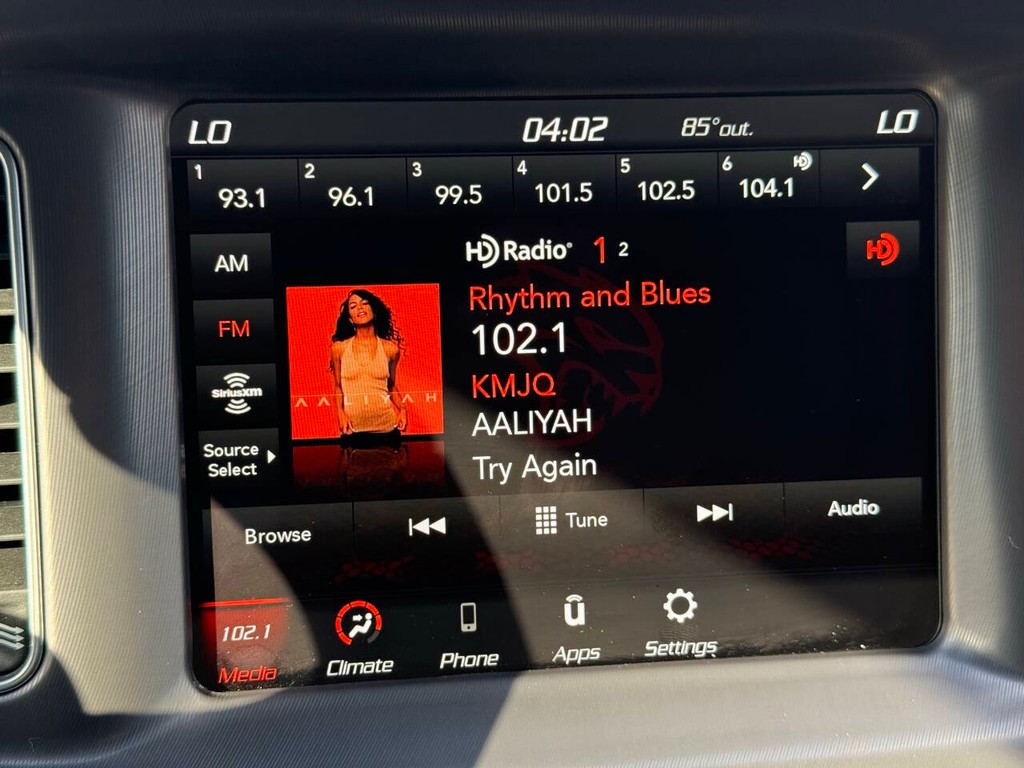 LO 04:02 85°out. LO
1 2 3 4 5 6 HD
93.1 96.1 99.5 101.5 102.5 104.1
AM
HD Radio® 1 2
HD
FM
Rhythm and Blues
102.1
SiriusXM
KMJQ
AALIYAH
AALIYAH
Source
Select
Try Again
Browse Tune Audio
102.1
Media Climate Phone Apps Settings